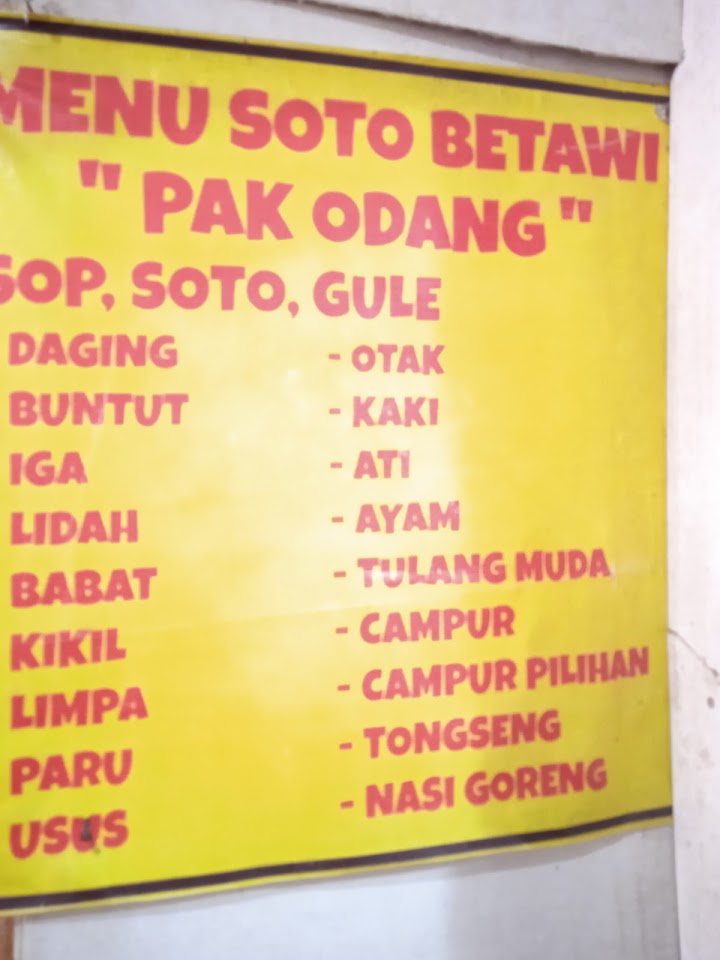 MENU SOTO BETAWI
" PAK ODANG "
SOP, SOTO, GULE
DAGING
BUNTUT
IGA
LIDAH
BABAT
KIKIL
LIMPA
PARU
USUS
- OTAK
- KAKI
- ATI
- AYAM
- TULANG MUDA
- CAMPUR
- CAMPUR PILIHAN
- TONGSENG
- NASI GORENG